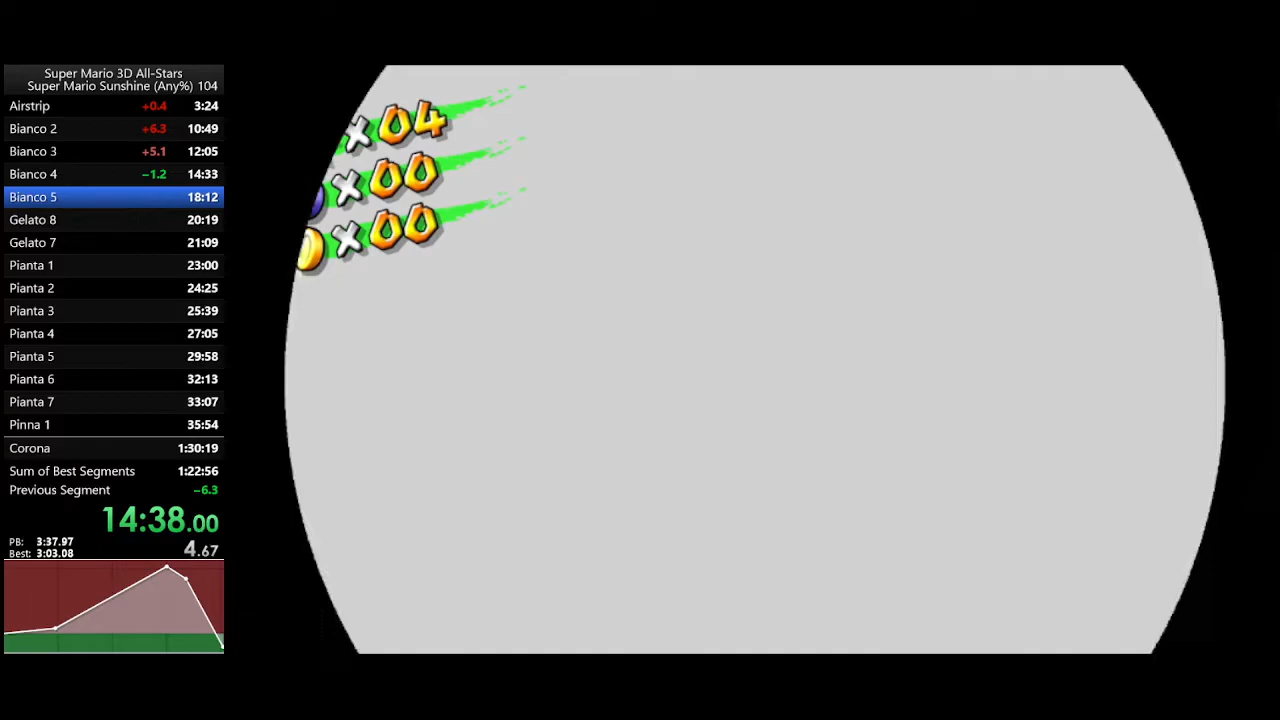 Super Mario 3D All-Stars
Super Mario Sunshine (Any%) 104
Airstrip +0.4 3:24
Bianco 2 +6.3 10:49
Bianco 3 +5.1 12:05
Bianco 4 −1.2 14:33
Bianco 5 18:12
Gelato 8 20:19
Gelato 7 21:09
Pianta 1 23:00
Pianta 2 24:25
Pianta 3 25:39
Pianta 4 27:05
Pianta 5 29:58
Pianta 6 32:13
Pianta 7 33:07
Pinna 1 35:54
Corona 1:30:19
Sum of Best Segments 1:22:56
Previous Segment −6.3
14:38.00
PB: 3:37.97
Best: 3:03.08
4.67
×04
×00
×00